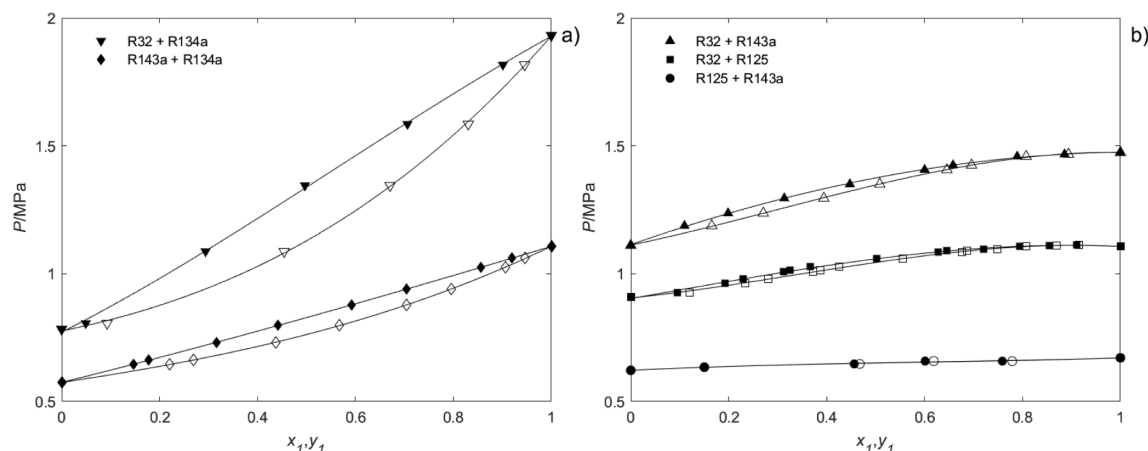 a)
R32 + R134a
R143a + R134a
2
1.5
1
0.5
P/MPa
0 0.2 0.4 0.6 0.8 1
x1,y1
b)
R32 + R143a
R32 + R125
R125 + R143a
2
1.5
1
0.5
P/MPa
0 0.2 0.4 0.6 0.8 1
x1,y1